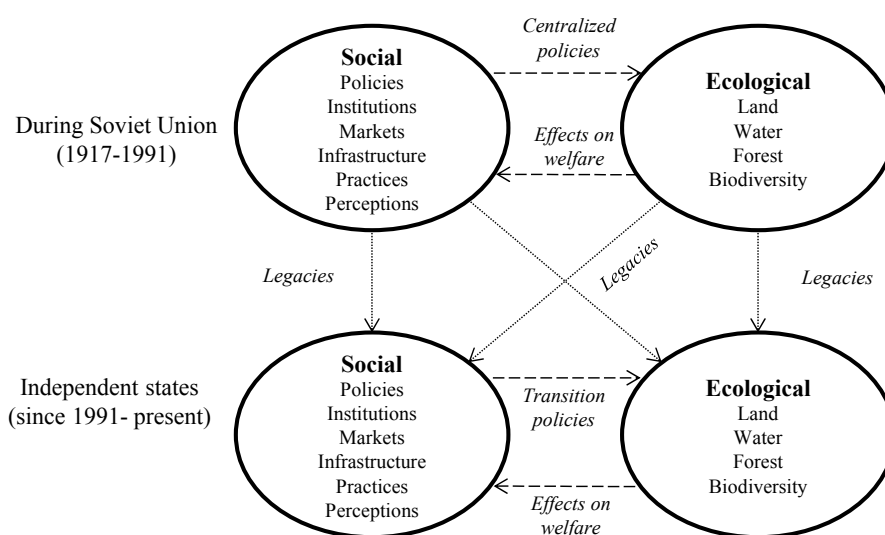 Centralized
policies
Social
Policies
Institutions
Markets
Infrastructure
Practices
Perceptions
Ecological
Land
Water
Forest
Biodiversity
During Soviet Union
(1917-1991)
Effects on
welfare
Legacies
Legacies
Legacies
Independent states
(since 1991- present)
Social
Policies
Institutions
Markets
Infrastructure
Practices
Perceptions
Transition
policies
Ecological
Land
Water
Forest
Biodiversity
Effects on
welfare